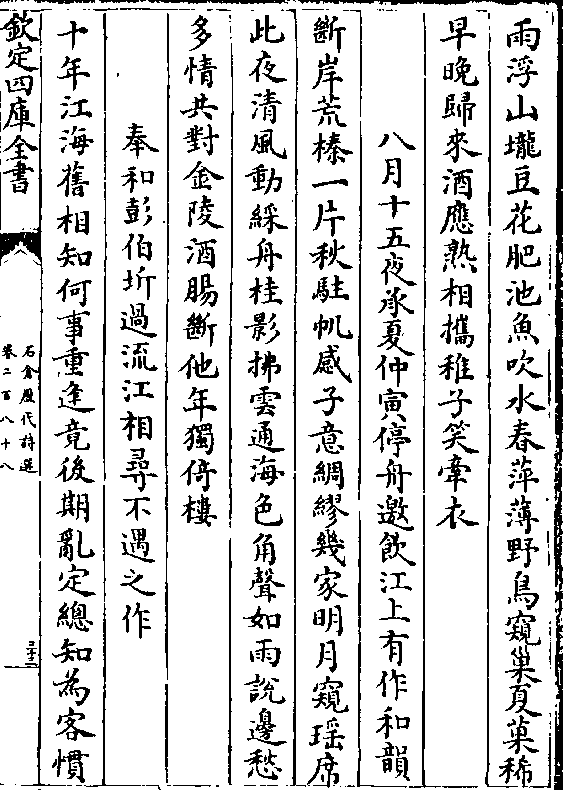 雨浮山壠豆花肥池魚吹水春萍薄野鳥窺巢夏菓稀
早晚歸來酒應熟相攜稚子笑牽衣
八月十五夜承夏仲寅停舟邀飲江上有作和韻
斷岸荒榛一片秋駐帆感子意綢繆幾家明月窺瑶席
此夜清風動綵舟桂影拂雲通海色角聲如雨說邊愁
多情共對金陵酒腸斷他年獨倚樓
奉和彭伯圻過流江相尋不遇之作
十年江海舊相知何事重逢竟後期亂定總知為客慣
欽定四庫全書
石倉歷代詩選
卷二百八十八